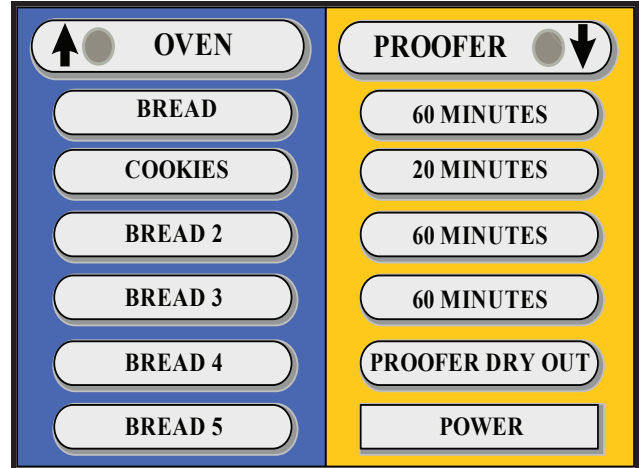 OVEN
BREAD
COOKIES
BREAD 2
BREAD 3
BREAD 4
BREAD 5
PROOFER
60 MINUTES
20 MINUTES
60 MINUTES
60 MINUTES
PROOFER DRY OUT
POWER